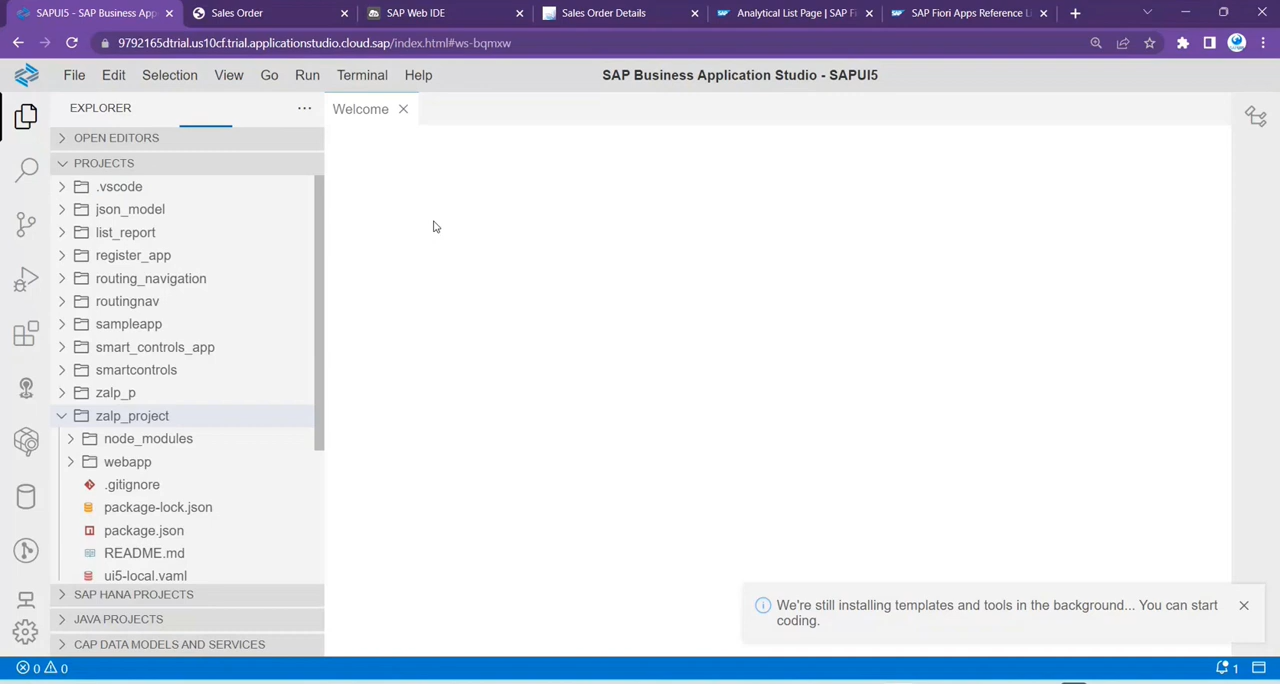 SAPUI5 - SAP Business App
Sales Order
SAP Web IDE
Sales Order Details
Analytical List Page | SAP Fi
SAP Fiori Apps Reference Li
9792165dtrial.us10cf.trial.applicationstudio.cloud.sap/index.html#ws-bqmxw
File Edit Selection View Go Run Terminal Help
SAP Business Application Studio - SAPUI5
EXPLORER
Welcome
OPEN EDITORS
PROJECTS
.vscode
json_model
list_report
register_app
routing_navigation
routingnav
sampleapp
smart_controls_app
smartcontrols
zalp_p
zalp_project
node_modules
webapp
.gitignore
package-lock.json
package.json
README.md
ui5-local.yaml
SAP HANA PROJECTS
JAVA PROJECTS
CAP DATA MODELS AND SERVICES
We're still installing templates and tools in the background... You can start
coding.
0 0
1